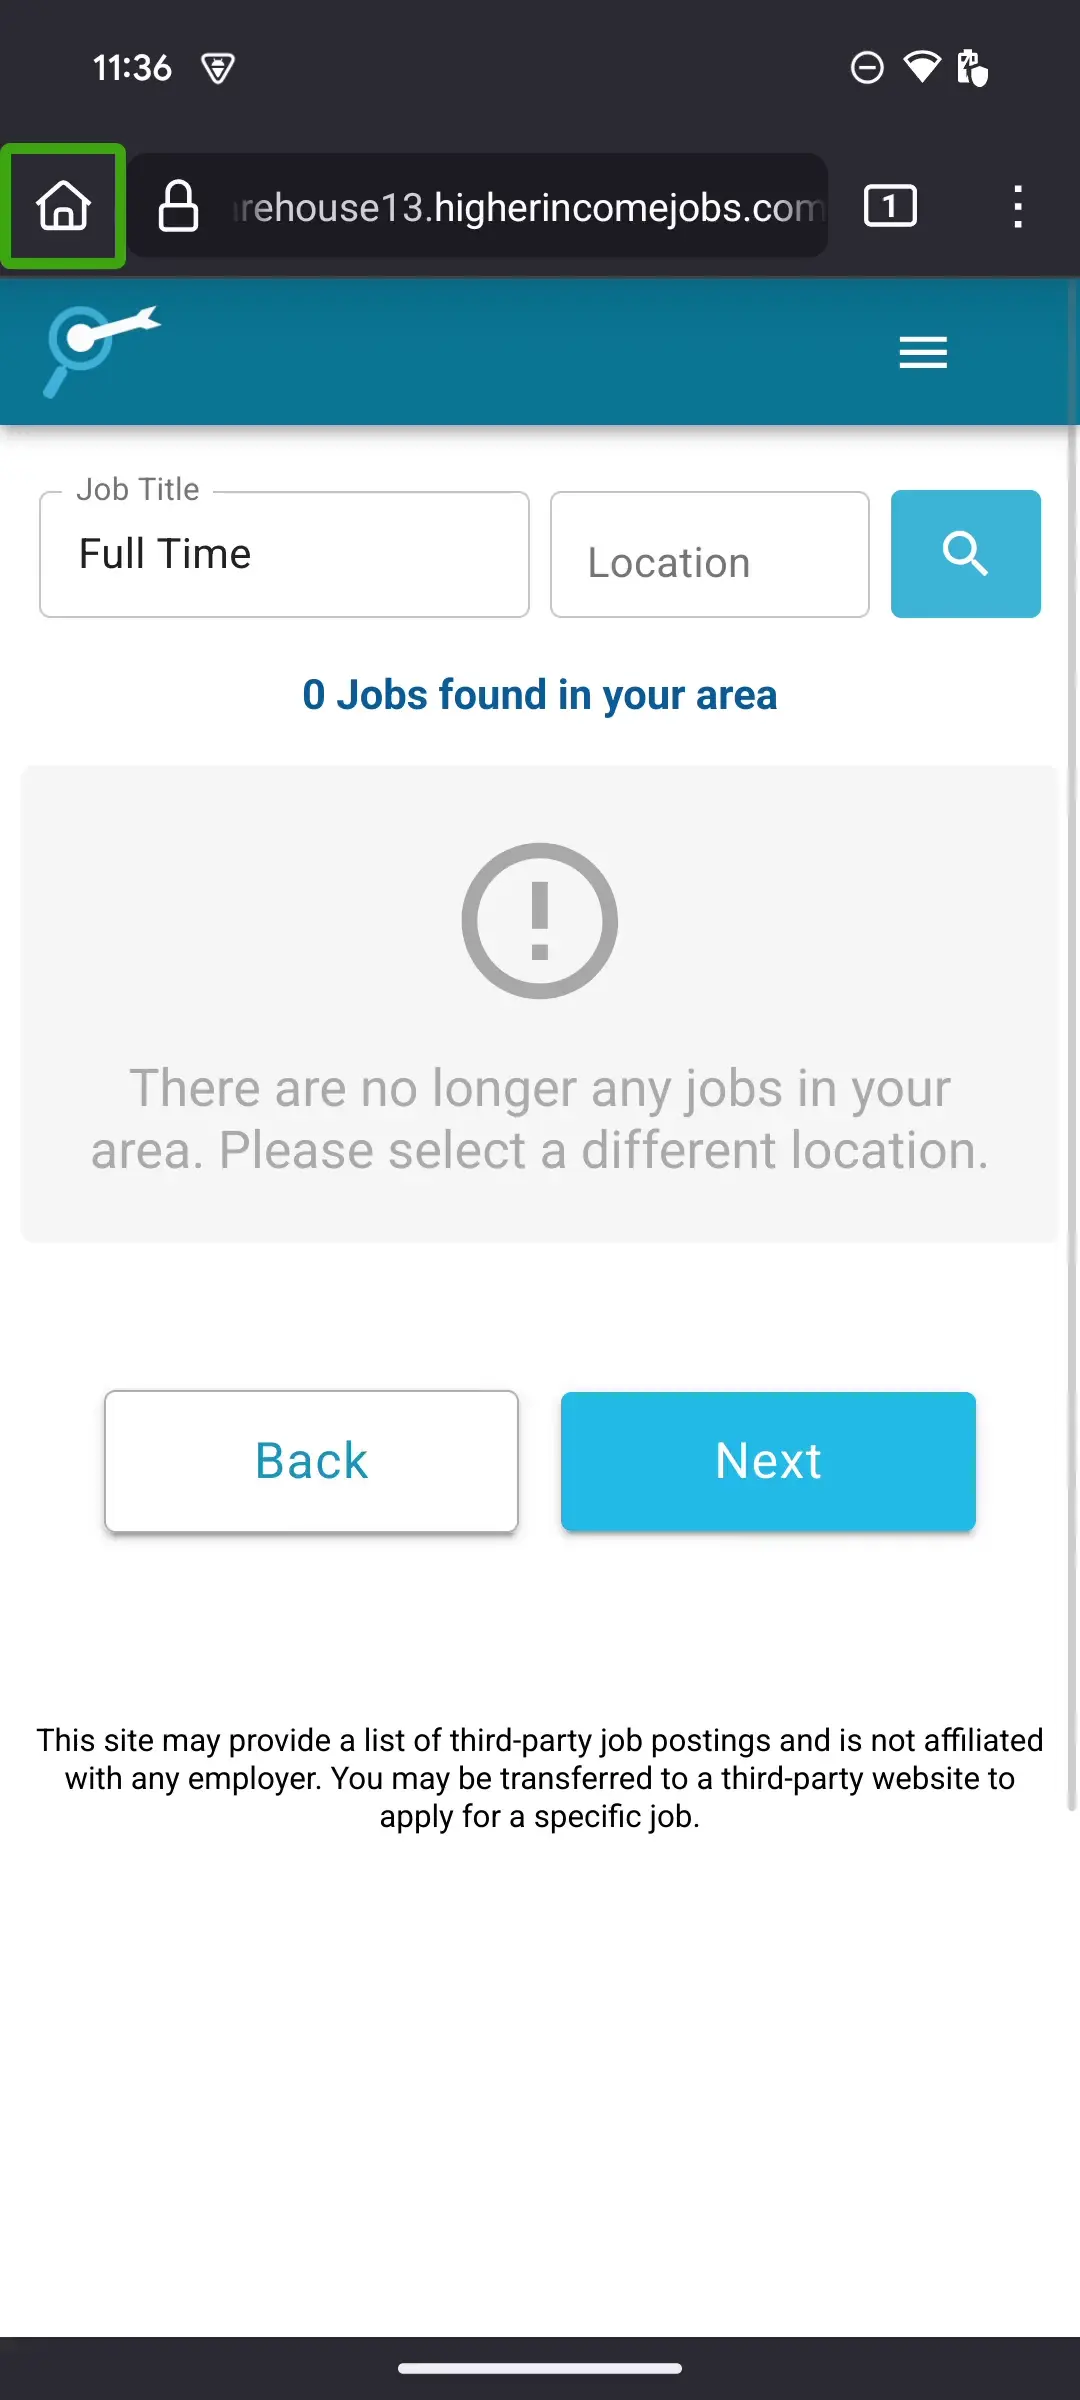 11:36
rehouse13.higherincomejobs.com
1
Job Title
Full Time
Location
0 Jobs found in your area
There are no longer any jobs in your
area. Please select a different location.
Back
Next
This site may provide a list of third-party job postings and is not affiliated
with any employer. You may be transferred to a third-party website to
apply for a specific job.